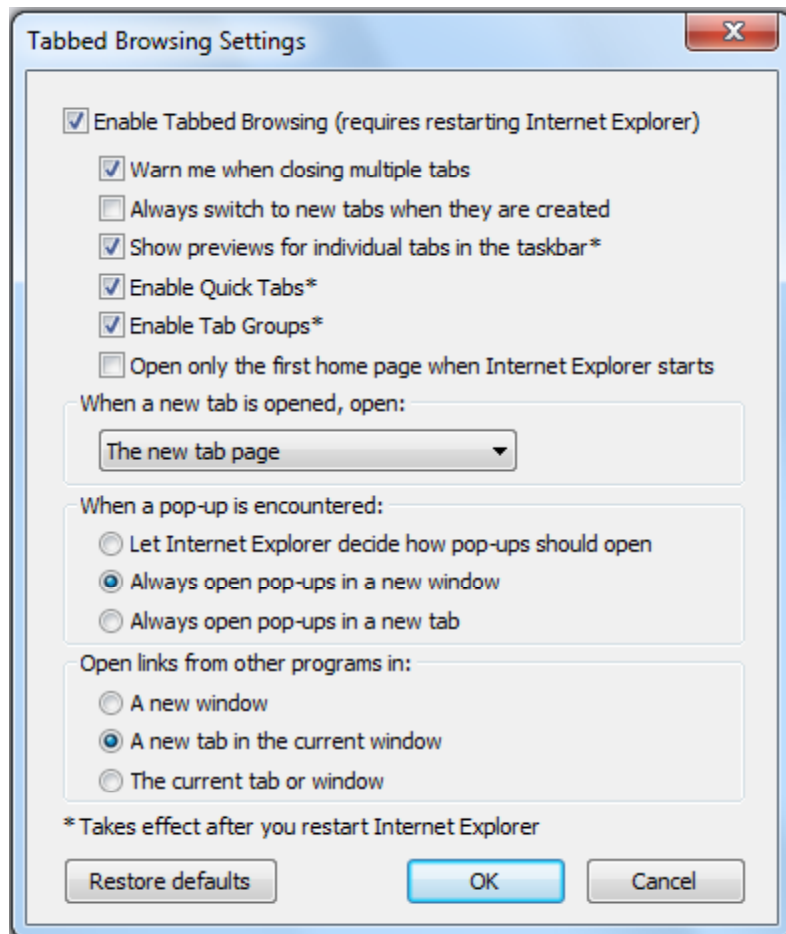 Tabbed Browsing Settings
Enable Tabbed Browsing (requires restarting Internet Explorer)
Warn me when closing multiple tabs
Always switch to new tabs when they are created
Show previews for individual tabs in the taskbar*
Enable Quick Tabs*
Enable Tab Groups*
Open only the first home page when Internet Explorer starts
When a new tab is opened, open:
The new tab page
When a pop-up is encountered:
Let Internet Explorer decide how pop-ups should open
Always open pop-ups in a new window
Always open pop-ups in a new tab
Open links from other programs in:
A new window
A new tab in the current window
The current tab or window
* Takes effect after you restart Internet Explorer
Restore defaults OK Cancel